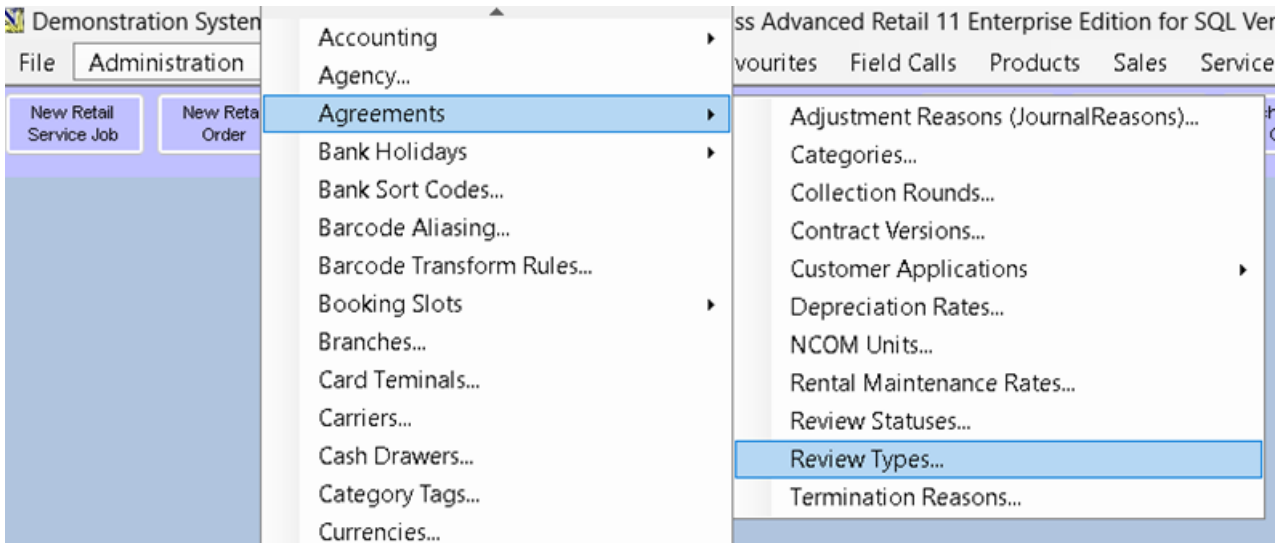 Demonstration System
ss Advanced Retail 11 Enterprise Edition for SQL Ver
File Administration
vourites Field Calls Products Sales Service
New Retail
Service Job
New Reta
Order
Accounting
Agency...
Agreements
Bank Holidays
Bank Sort Codes...
Barcode Aliasing...
Barcode Transform Rules...
Booking Slots
Branches...
Card Teminals...
Carriers...
Cash Drawers...
Category Tags...
Currencies...
Adjustment Reasons (JournalReasons)...
Categories...
Collection Rounds...
Contract Versions...
Customer Applications
Depreciation Rates...
NCOM Units...
Rental Maintenance Rates...
Review Statuses...
Review Types...
Termination Reasons...